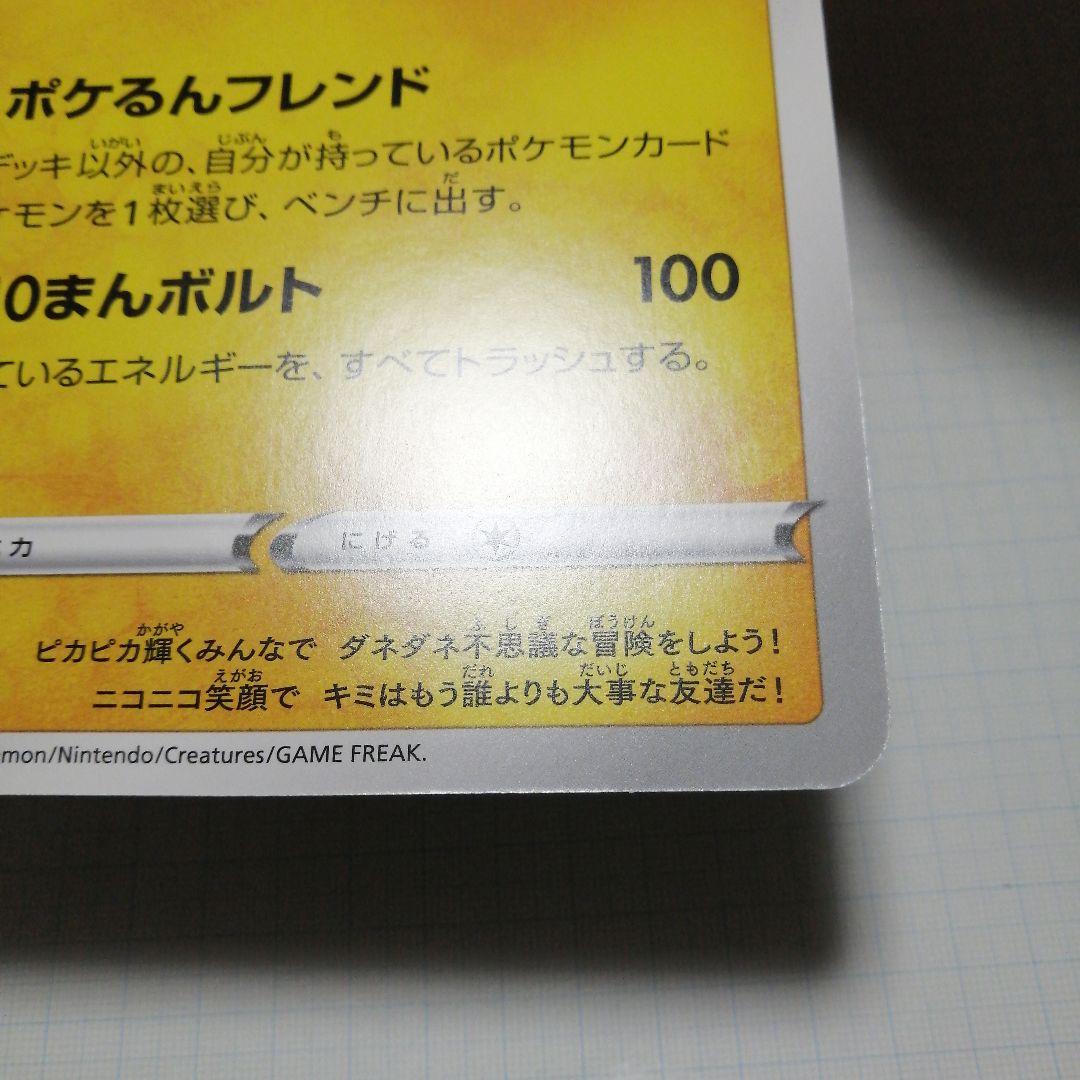 ポケるんフレンド
デッキ以外の、自分が持っているポケモンカード
ケモンを1枚選び、ベンチに出す。
0まんボルト 100
ているエネルギーを、すべてトラッシュする。
カ にげる
ピカピカ輝くみんなで ダネダネ不思議な冒険をしよう!
ニコニコ笑顔で キミはもう誰よりも大事な友達だ!
mon/Nintendo/Creatures/GAME FREAK.